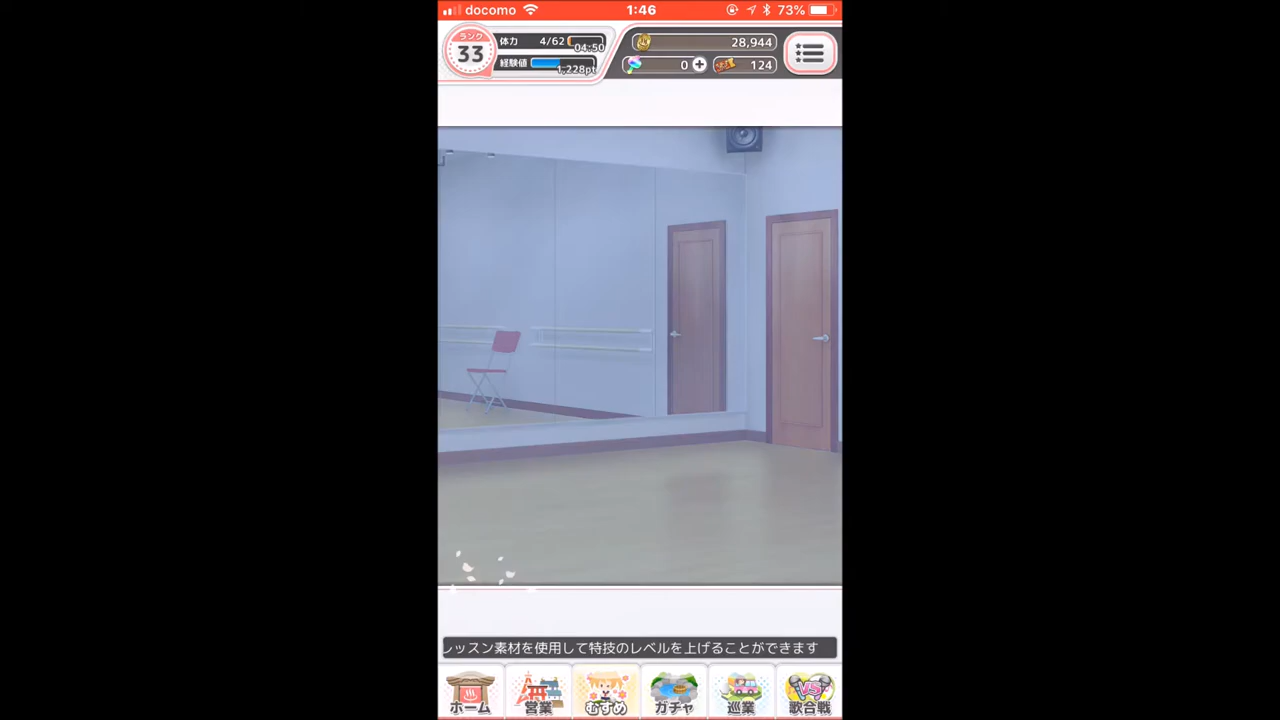 docomo 1:46 73%
ランク 33
体力 4/62 04:50
経験値 1,228pt
28,944
0 124
レッスン素材を使用して特技のレベルを上げることができます
ホーム 営業 むすめ ガチャ 巡業 VS 歌合戦